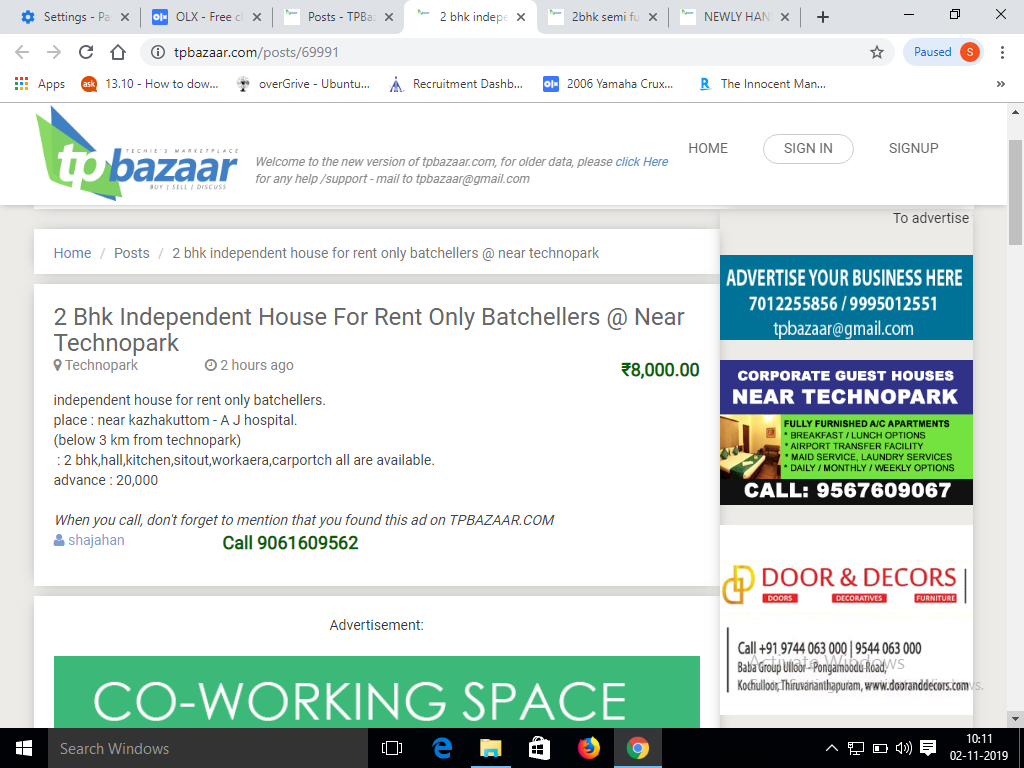 Settings - Pa
OLX - Free cl
Posts - TPBa
2 bhk indepe
2bhk semi fu
NEWLY HAN
tpbazaar.com/posts/69991
Paused
S
Apps
ask
13.10 - How to dow...
overGrive - Ubuntu...
Recruitment Dashb...
2006 Yamaha Crux...
The Innocent Man...
»
TECHIE'S MARKETPLACE
tpbazaar
BUY | SELL | DISCUSS
Welcome to the new version of tpbazaar.com, for older data, please click Here
for any help /support - mail to tpbazaar@gmail.com
HOME
SIGN IN
SIGNUP
To advertise
Home / Posts / 2 bhk independent house for rent only batchellers @ near technopark
2 Bhk Independent House For Rent Only Batchellers @ Near
Technopark
Technopark
2 hours ago
₹8,000.00
independent house for rent only batchellers.
place : near kazhakuttom - A J hospital.
(below 3 km from technopark)
: 2 bhk,hall,kitchen,sitout,workaera,carportch all are available.
advance : 20,000
When you call, don't forget to mention that you found this ad on TPBAZAAR.COM
shajahan
Call 9061609562
Advertisement:
CO-WORKING SPACE
ADVERTISE YOUR BUSINESS HERE
7012255856 / 9995012551
tpbazaar@gmail.com
CORPORATE GUEST HOUSES
NEAR TECHNOPARK
FULLY FURNISHED A/C APARTMENTS
* BREAKFAST / LUNCH OPTIONS
* AIRPORT TRANSFER FACILITY
* MAID SERVICE, LAUNDRY SERVICES
* DAILY / MONTHLY / WEEKLY OPTIONS
CALL: 9567609067
DOOR & DECORS
DOORS
DECORATIVES
FURNITURE
Call +91 9744 063 000 | 9544 063 000
Baba Group Ulloor - Pongamoodu Road,
Kochulloor,Thiruvananthapuram, www.dooranddecors.com
Activate Windows
Search Windows
10:11
02-11-2019